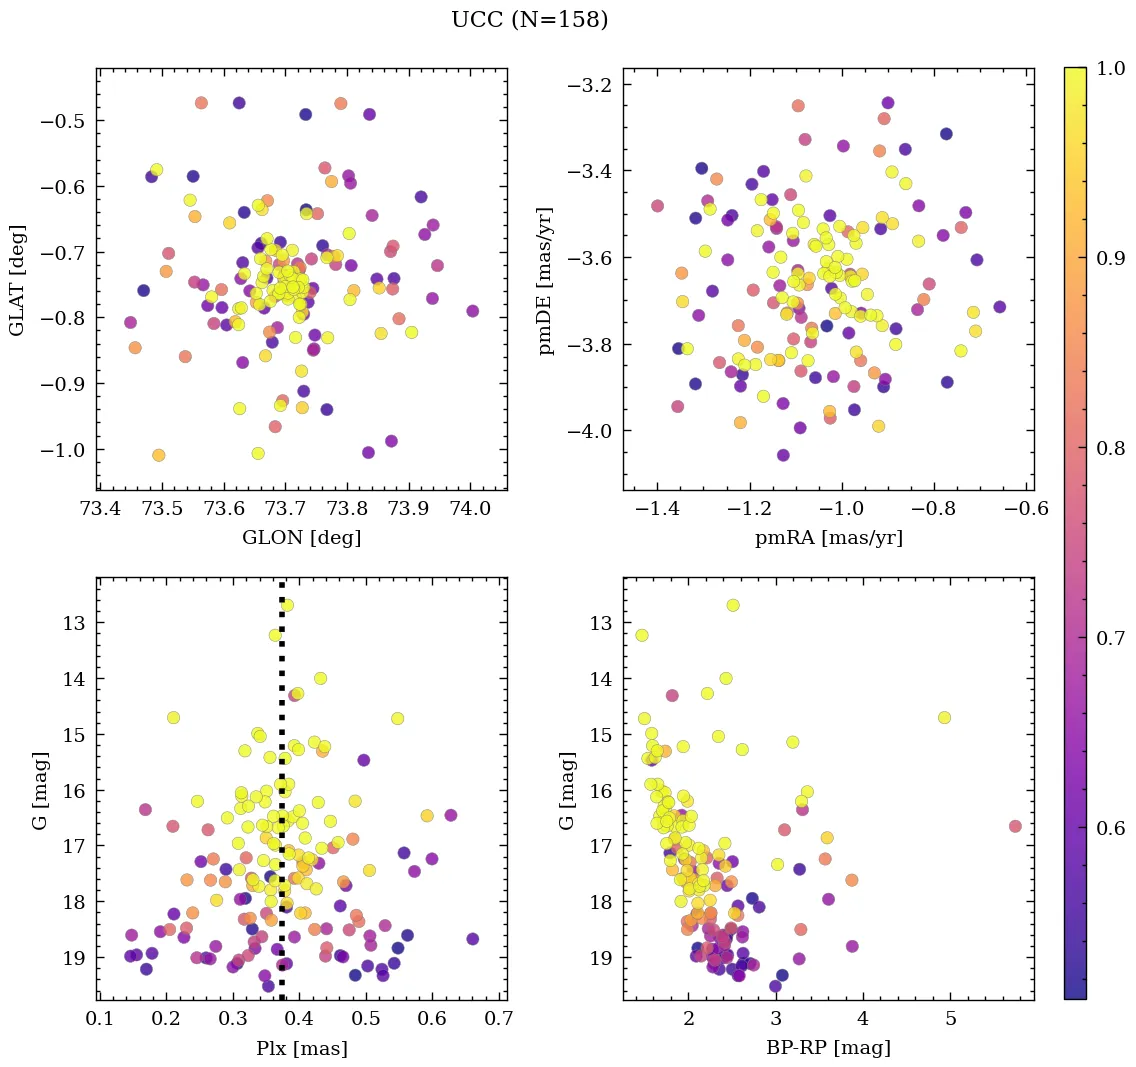 UCC (N=158)
−0.5
−0.6
−0.7
−0.8
−0.9
−1.0
GLAT [deg]
73.4 73.5 73.6 73.7 73.8 73.9 74.0
GLON [deg]
−3.2
−3.4
−3.6
−3.8
−4.0
pmDE [mas/yr]
−1.4 −1.2 −1.0 −0.8 −0.6
pmRA [mas/yr]
1.0
0.9
0.8
0.7
0.6
13
14
15
16
17
18
19
G [mag]
0.1 0.2 0.3 0.4 0.5 0.6 0.7
Plx [mas]
13
14
15
16
17
18
19
G [mag]
2 3 4 5
BP-RP [mag]